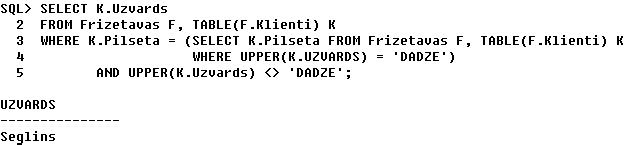 SQL> SELECT K.Uzvards
2 FROM Frizetavas F, TABLE(F.Klienti) K
3 WHERE K.Pilseta = (SELECT K.Pilseta FROM Frizetavas F, TABLE(F.Klienti) K
4 WHERE UPPER(K.UZVARDS) = 'DADZE')
5 AND UPPER(K.Uzvards) <> 'DADZE';
UZVARDS
---------------
Seglins